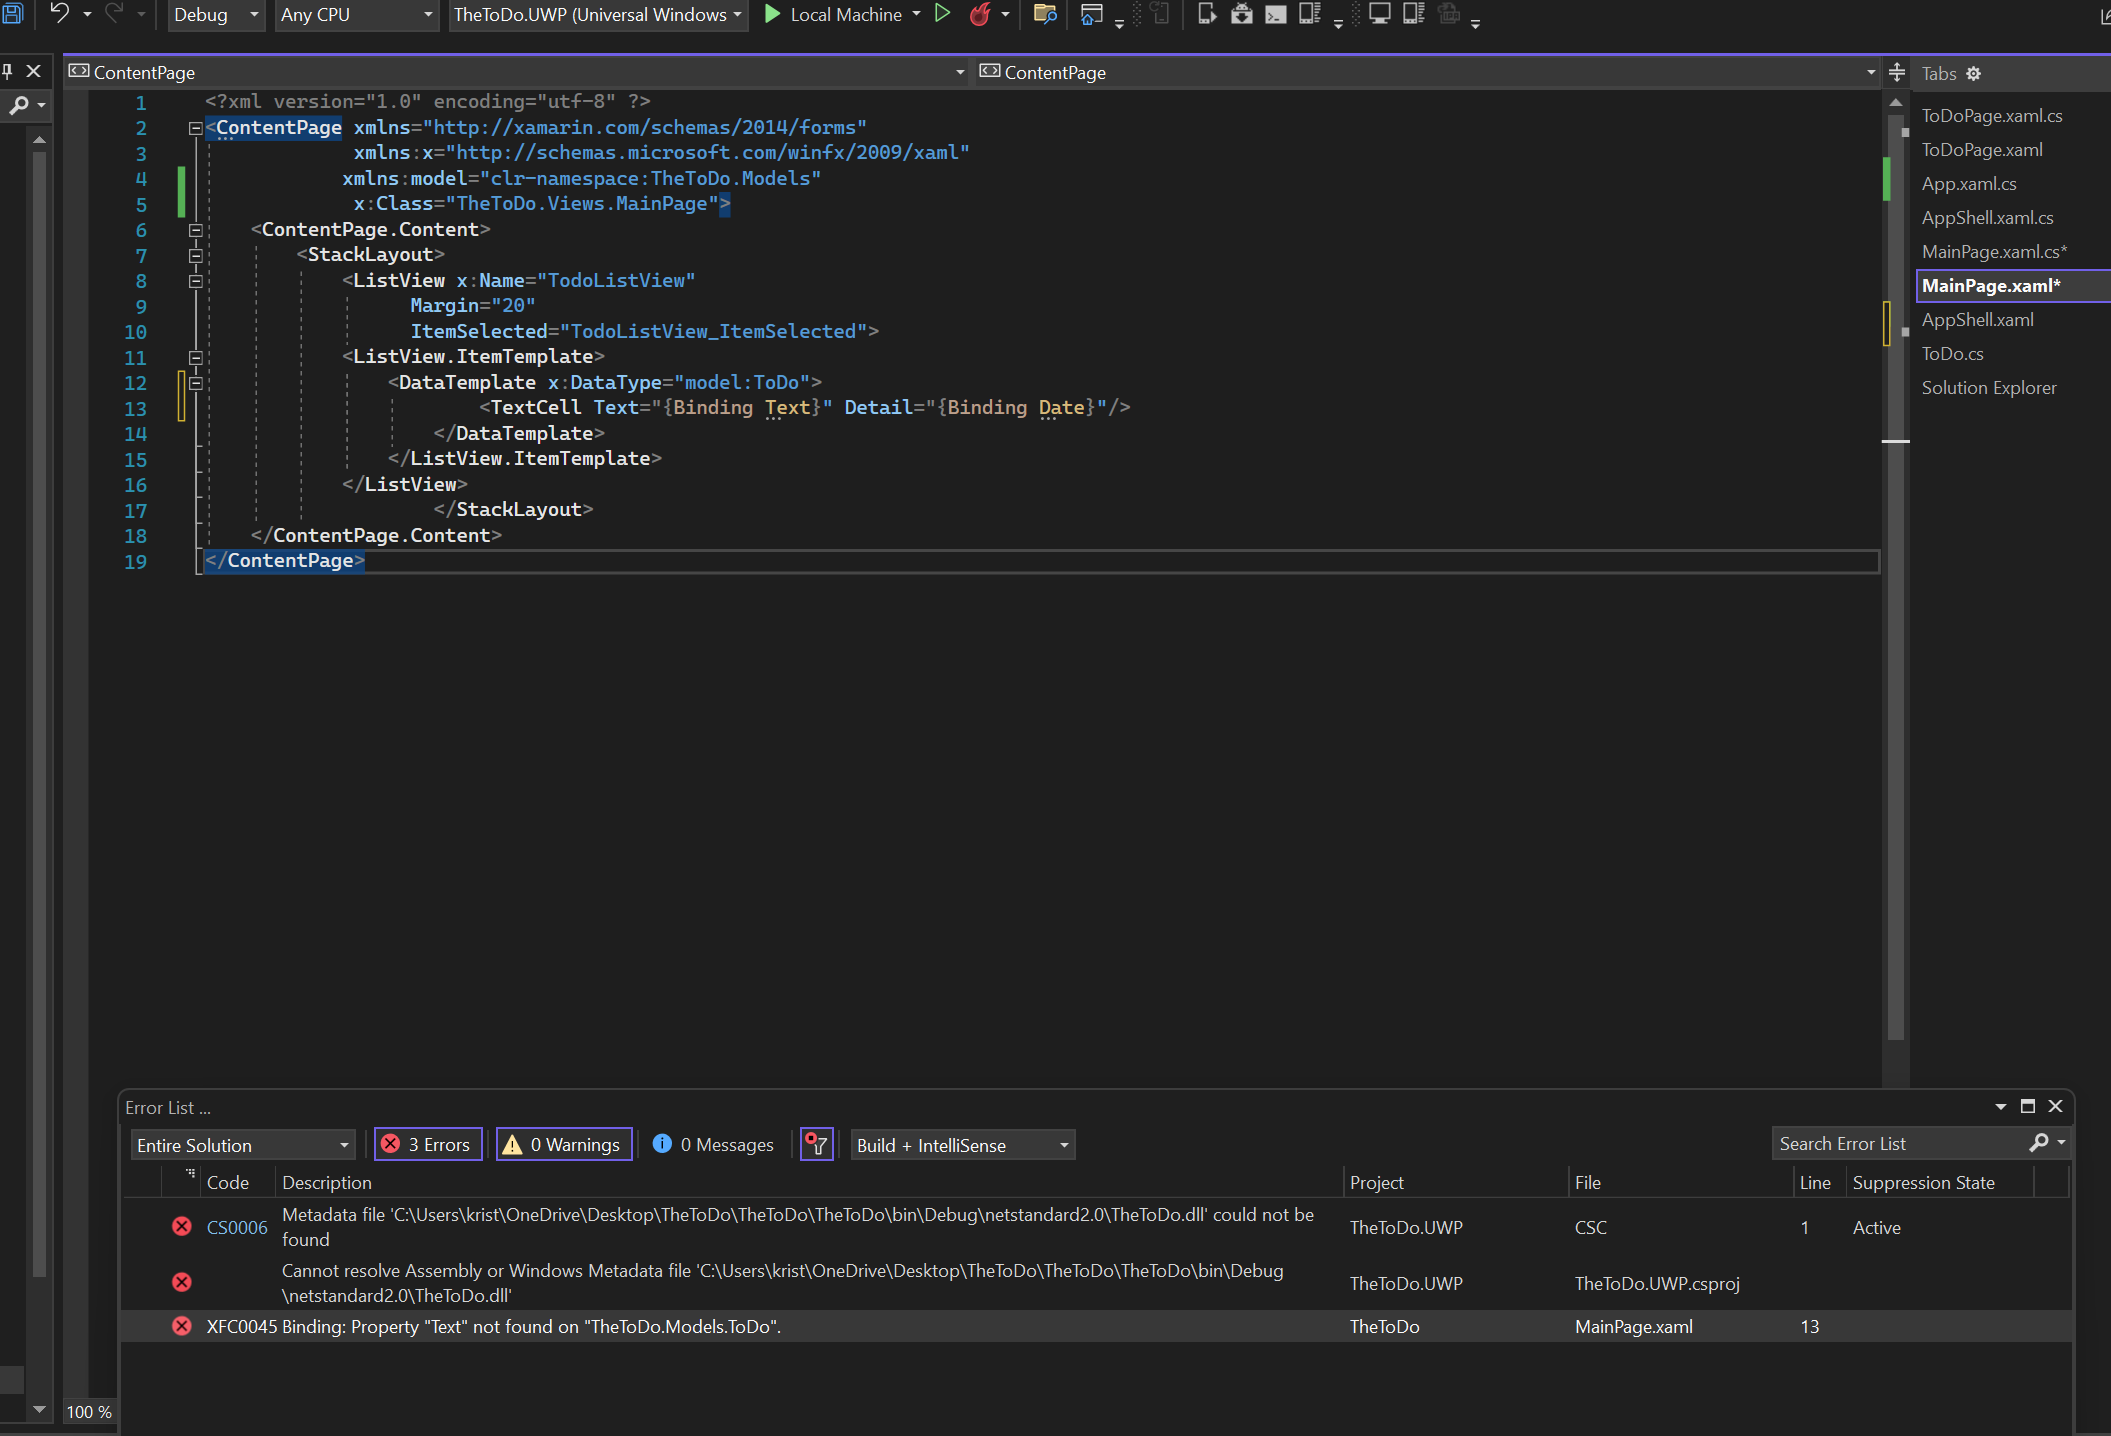 Debug
Any CPU
TheToDo.UWP (Universal Windows
Local Machine
ContentPage
ContentPage
Tabs
1 <?xml version="1.0" encoding="utf-8" ?>
2 <ContentPage xmlns="http://xamarin.com/schemas/2014/forms"
3 xmlns:x="http://schemas.microsoft.com/winfx/2009/xaml"
4 xmlns:model="clr-namespace:TheToDo.Models"
5 x:Class="TheToDo.Views.MainPage">
6 <ContentPage.Content>
7 <StackLayout>
8 <ListView x:Name="TodoListView"
9 Margin="20"
10 ItemSelected="TodoListView_ItemSelected">
11 <ListView.ItemTemplate>
12 <DataTemplate x:DataType="model:ToDo">
13 <TextCell Text="{Binding Text}" Detail="{Binding Date}"/>
14 </DataTemplate>
15 </ListView.ItemTemplate>
16 </ListView>
17 </StackLayout>
18 </ContentPage.Content>
19 </ContentPage>
ToDoPage.xaml.cs
ToDoPage.xaml
App.xaml.cs
AppShell.xaml.cs
MainPage.xaml.cs*
MainPage.xaml*
AppShell.xaml
ToDo.cs
Solution Explorer
Error List ...
Entire Solution
3 Errors
0 Warnings
0 Messages
Build + IntelliSense
Search Error List
Code Description Project File Line Suppression State
CS0006 Metadata file 'C:\Users\krist\OneDrive\Desktop\TheToDo\TheToDo\TheToDo\bin\Debug\netstandard2.0\TheToDo.dll' could not be
found
TheToDo.UWP CSC 1 Active
Cannot resolve Assembly or Windows Metadata file 'C:\Users\krist\OneDrive\Desktop\TheToDo\TheToDo\TheToDo\bin\Debug
\netstandard2.0\TheToDo.dll'
TheToDo.UWP TheToDo.UWP.csproj
XFC0045 Binding: Property "Text" not found on "TheToDo.Models.ToDo". TheToDo MainPage.xaml 13
100 %